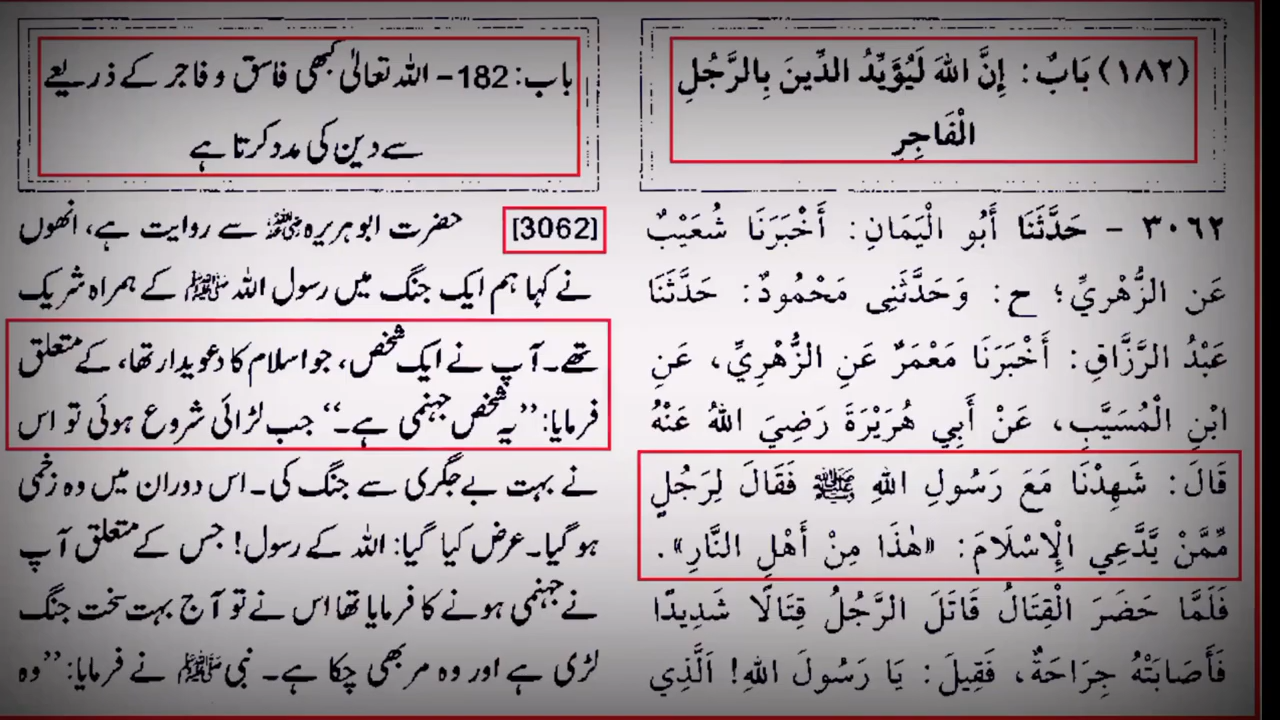 (١٨٢) بَابٌ: إِنَّ اللهَ لَيُؤَيِّدُ الدِّينَ بِالرَّجُلِ
الْفَاجِرِ
٣٠٦٢ - حَدَّثَنَا أَبُو الْيَمَانِ: أَخْبَرَنَا شُعَيْبٌ
عَنِ الزُّهْرِيِّ؛ ح: وَحَدَّثَنِي مَحْمُودٌ: حَدَّثَنَا
عَبْدُ الرَّزَّاقِ: أَخْبَرَنَا مَعْمَرٌ عَنِ الزُّهْرِيِّ، عَنِ
ابْنِ الْمُسَيَّبِ، عَنْ أَبِي هُرَيْرَةَ رَضِيَ اللهُ عَنْهُ
قَالَ: شَهِدْنَا مَعَ رَسُولِ اللهِ ﷺ فَقَالَ لِرَجُلٍ
مِّمَّنْ يَّدَّعِي الْإِسْلَامَ: «هٰذَا مِنْ أَهْلِ النَّارِ».
فَلَمَّا حَضَرَ الْقِتَالُ قَاتَلَ الرَّجُلُ قِتَالًا شَدِيدًا
فَأَصَابَتْهُ جِرَاحَةٌ، فَقِيلَ: يَا رَسُولَ اللهِ! اَلَّذِي
باب: 182- اللہ تعالیٰ کبھی فاسق و فاجر کے ذریعے
سے دین کی مدد کرتا ہے
[3062] حضرت ابوہریرہ ؓ سے روایت ہے، انھوں
نے کہا ہم ایک جنگ میں رسول اللہ ﷺ کے ہمراہ شریک
تھے۔ آپ نے ایک شخص، جو اسلام کا دعویدار تھا، کے متعلق
فرمایا: ’’یہ شخص جہنمی ہے۔‘‘ جب لڑائی شروع ہوئی تو اس
نے بہت بے جگری سے جنگ کی۔ اس دوران میں وہ زخمی
ہو گیا۔ عرض کیا گیا: اللہ کے رسول! جس کے متعلق آپ
نے جہنمی ہونے کا فرمایا تھا اس نے تو آج بہت سخت جنگ
لڑی ہے اور وہ مر بھی چکا ہے۔ نبی ﷺ نے فرمایا: ’’وہ